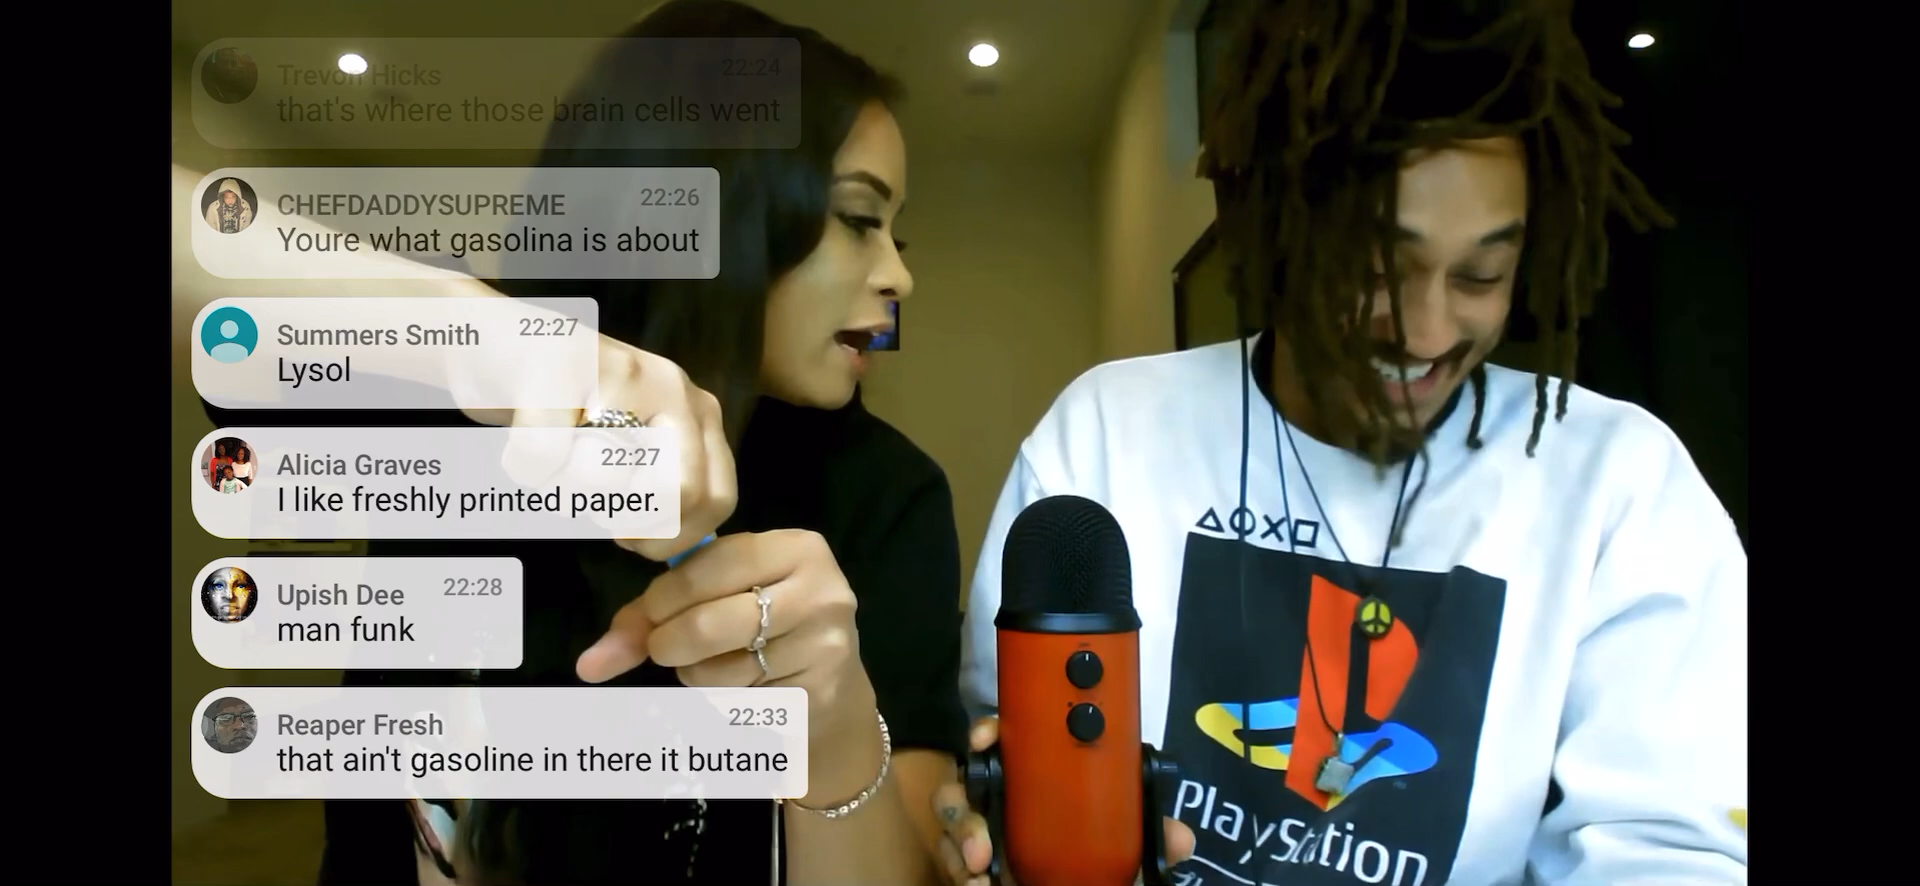 Trevon Hicks 22:24
that's where those brain cells went
CHEFDADDYSUPREME 22:26
Youre what gasolina is about
Summers Smith 22:27
Lysol
Alicia Graves 22:27
I like freshly printed paper.
Upish Dee 22:28
man funk
Reaper Fresh 22:33
that ain't gasoline in there it butane
PlayStation